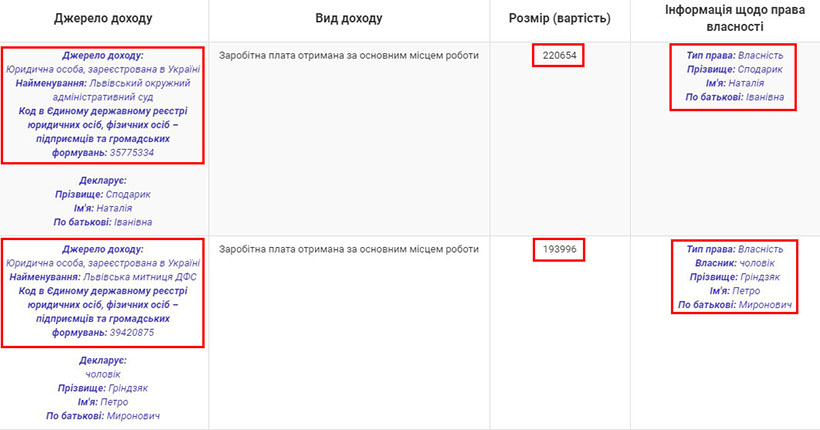 Джерело доходу
Вид доходу
Розмір (вартість)
Інформація щодо права
власності
Джерело доходу:
Юридична особа, зареєстрована в Україні
Найменування: Львівський окружний
адміністративний суд
Код в Єдиному державному реєстрі
юридичних осіб, фізичних осіб –
підприємців та громадських
формувань: 35775334
Декларує:
Прізвище: Сподарик
Ім'я: Наталія
По батькові: Іванівна
Заробітна плата отримана за основним місцем роботи
220654
Тип права: Власність
Прізвище: Сподарик
Ім'я: Наталія
По батькові: Іванівна
Джерело доходу:
Юридична особа, зареєстрована в Україні
Найменування: Львівська митниця ДФС
Код в Єдиному державному реєстрі
юридичних осіб, фізичних осіб –
підприємців та громадських
формувань: 39420875
Декларує:
чоловік
Прізвище: Гріндзяк
Ім'я: Петро
По батькові: Миронович
Заробітна плата отримана за основним місцем роботи
193996
Тип права: Власність
Власник: чоловік
Прізвище: Гріндзяк
Ім'я: Петро
По батькові: Миронович